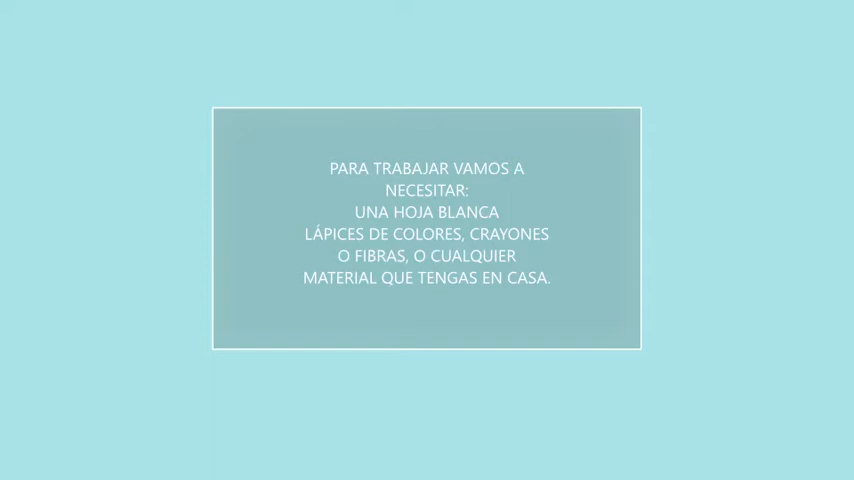 PARA TRABAJAR VAMOS A
NECESITAR:
UNA HOJA BLANCA
LÁPICES DE COLORES, CRAYONES
O FIBRAS, O CUALQUIER
MATERIAL QUE TENGAS EN CASA.